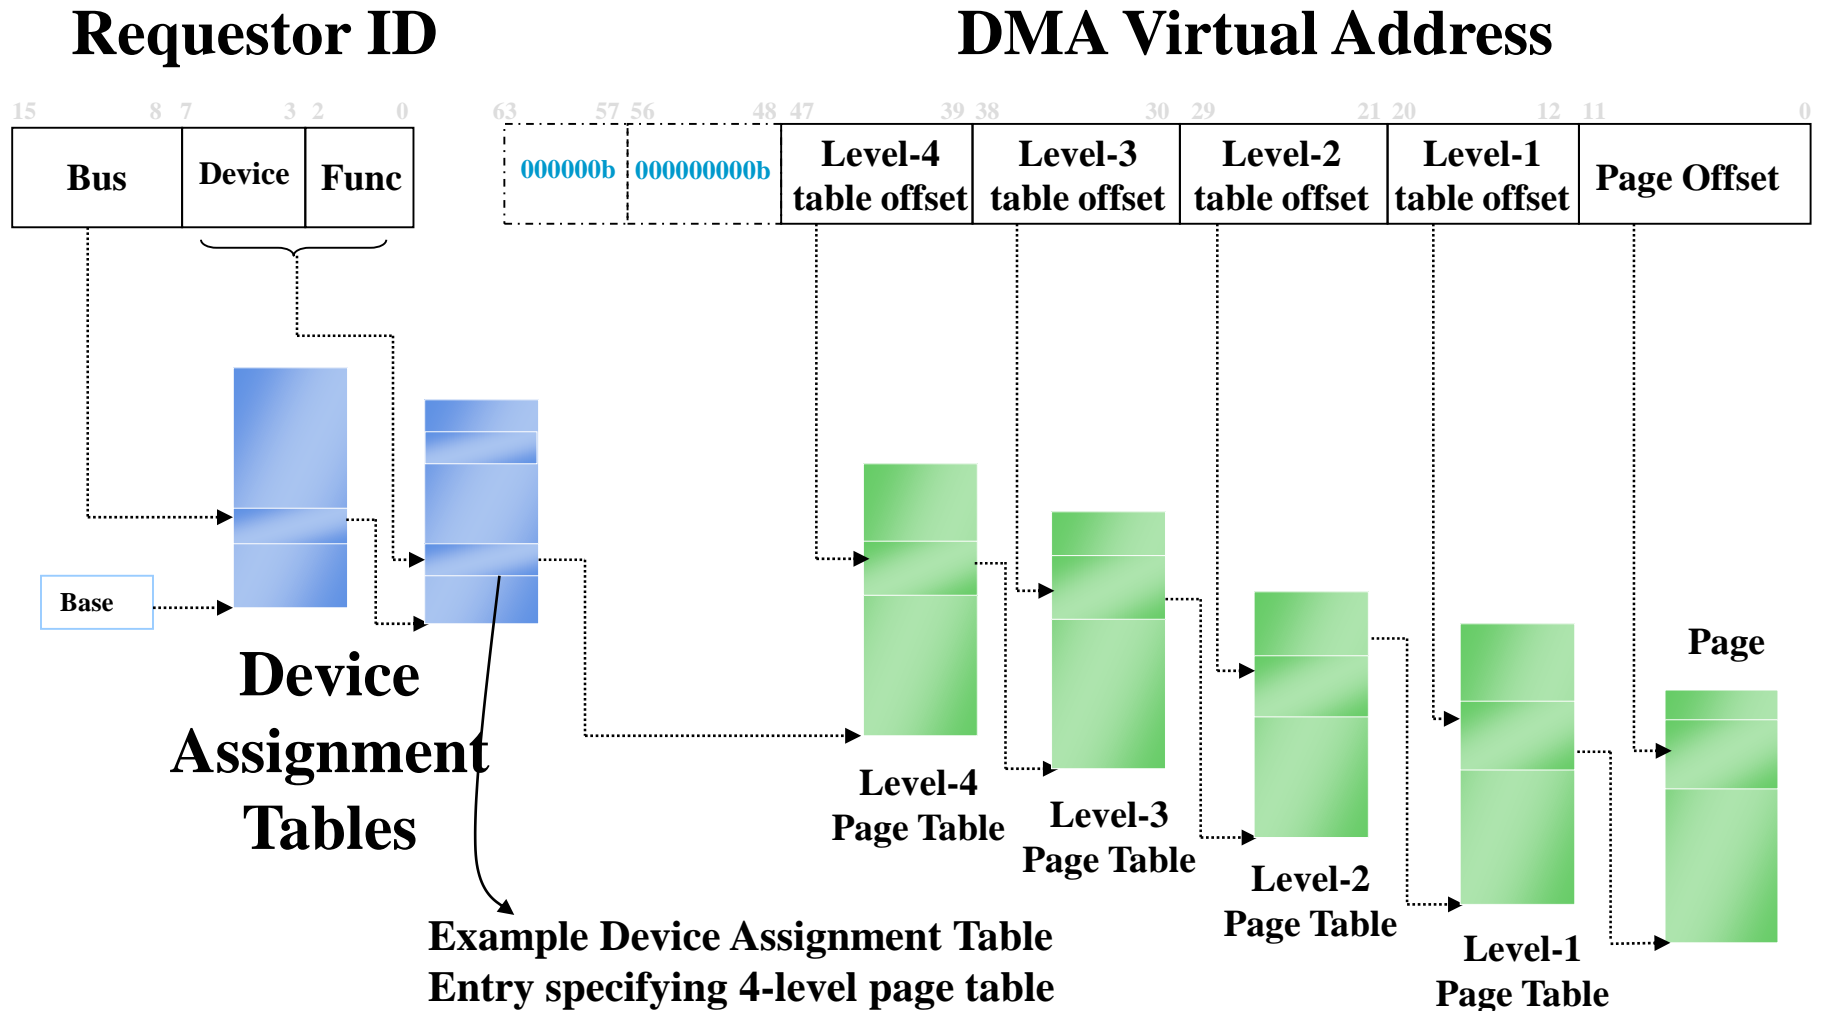 Requestor ID
DMA Virtual Address
15 8 7 3 2 0
63 57 56 48 47 39 38 30 29 21 20 12 11 0
Bus
Device
Func
000000b
000000000b
Level-4
table offset
Level-3
table offset
Level-2
table offset
Level-1
table offset
Page Offset
Base
Device
Assignment
Tables
Page
Level-4
Page Table
Level-3
Page Table
Level-2
Page Table
Level-1
Page Table
Example Device Assignment Table
Entry specifying 4-level page table